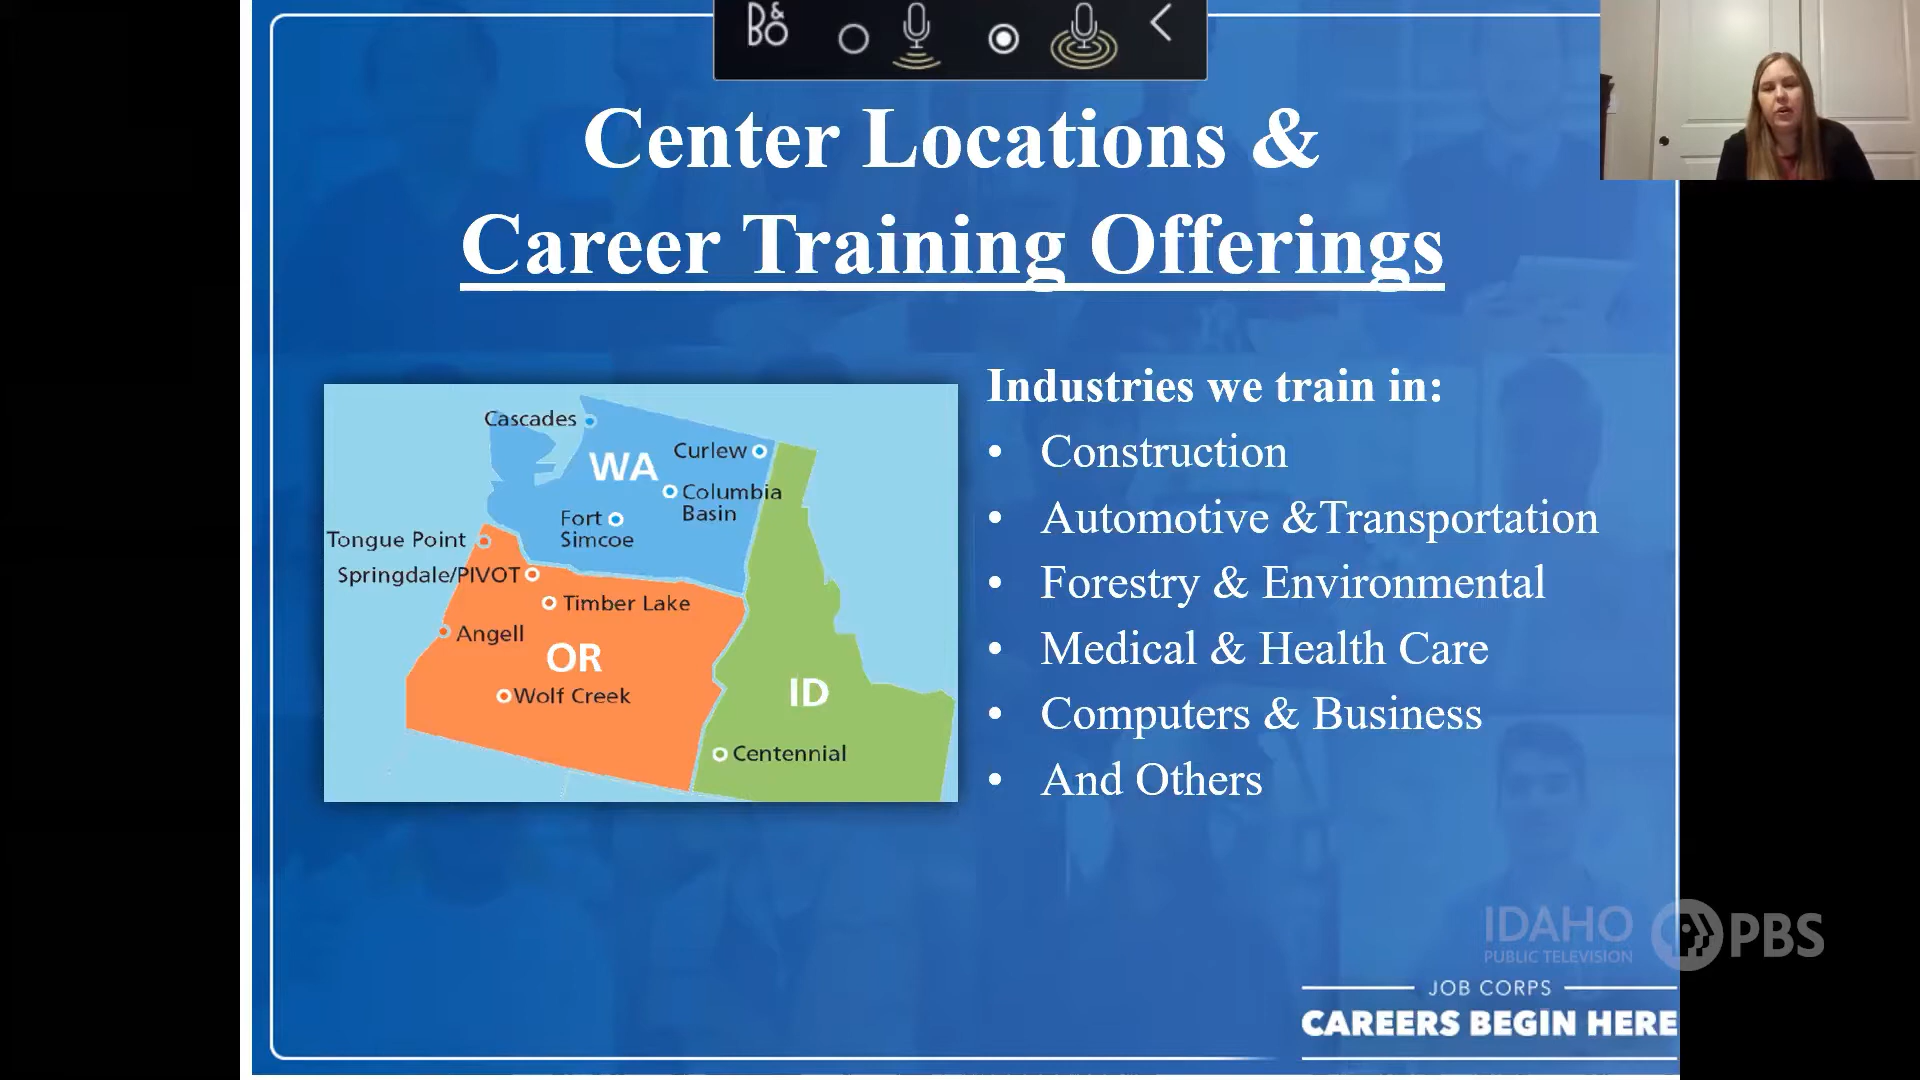 B&O
Center Locations &
Career Training Offerings
Cascades
Curlew
WA
Columbia
Basin
Fort
Simcoe
Tongue Point
Springdale/PIVOT
Timber Lake
Angell
OR
Wolf Creek
ID
Centennial
Industries we train in:
• Construction
• Automotive &Transportation
• Forestry & Environmental
• Medical & Health Care
• Computers & Business
• And Others
IDAHO
PUBLIC TELEVISION
PBS
JOB CORPS
CAREERS BEGIN HERE